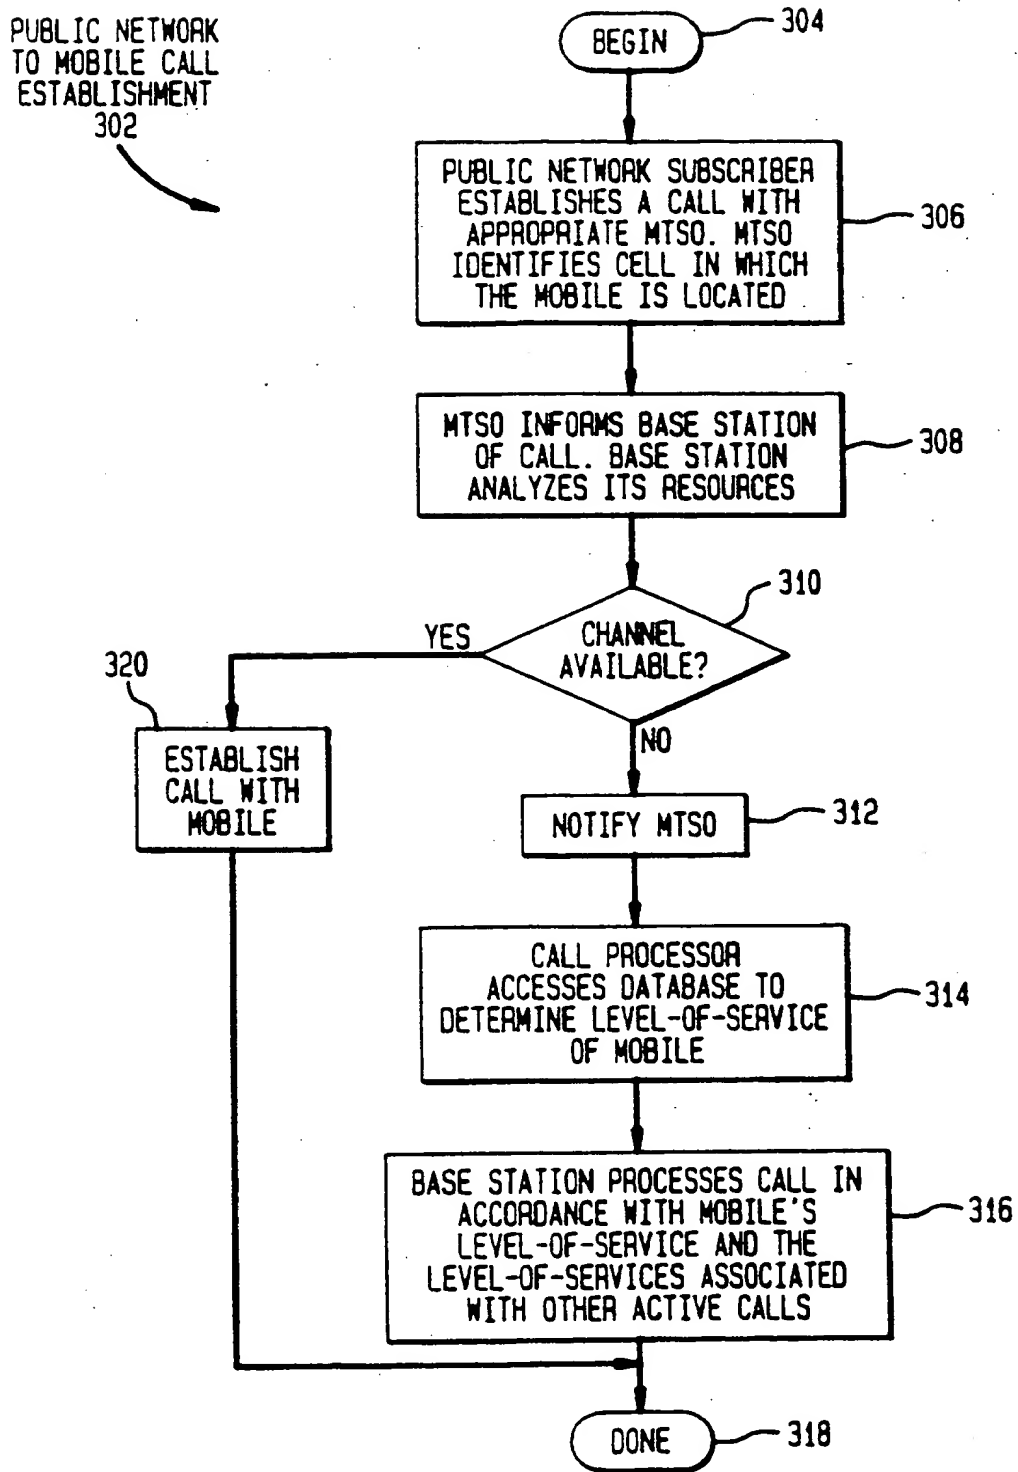 PUBLIC NETWORK
TO MOBILE CALL
ESTABLISHMENT
302
BEGIN
304
PUBLIC NETWORK SUBSCRIBER
ESTABLISHES A CALL WITH
APPROPRIATE MTSO. MTSO
IDENTIFIES CELL IN WHICH
THE MOBILE IS LOCATED
306
MTSO INFORMS BASE STATION
OF CALL. BASE STATION
ANALYZES ITS RESOURCES
308
310
CHANNEL
AVAILABLE?
YES
NO
320
ESTABLISH
CALL WITH
MOBILE
NOTIFY MTSO
312
CALL PROCESSOR
ACCESSES DATABASE TO
DETERMINE LEVEL-OF-SERVICE
OF MOBILE
314
BASE STATION PROCESSES CALL IN
ACCORDANCE WITH MOBILE'S
LEVEL-OF-SERVICE AND THE
LEVEL-OF-SERVICES ASSOCIATED
WITH OTHER ACTIVE CALLS
316
DONE
318